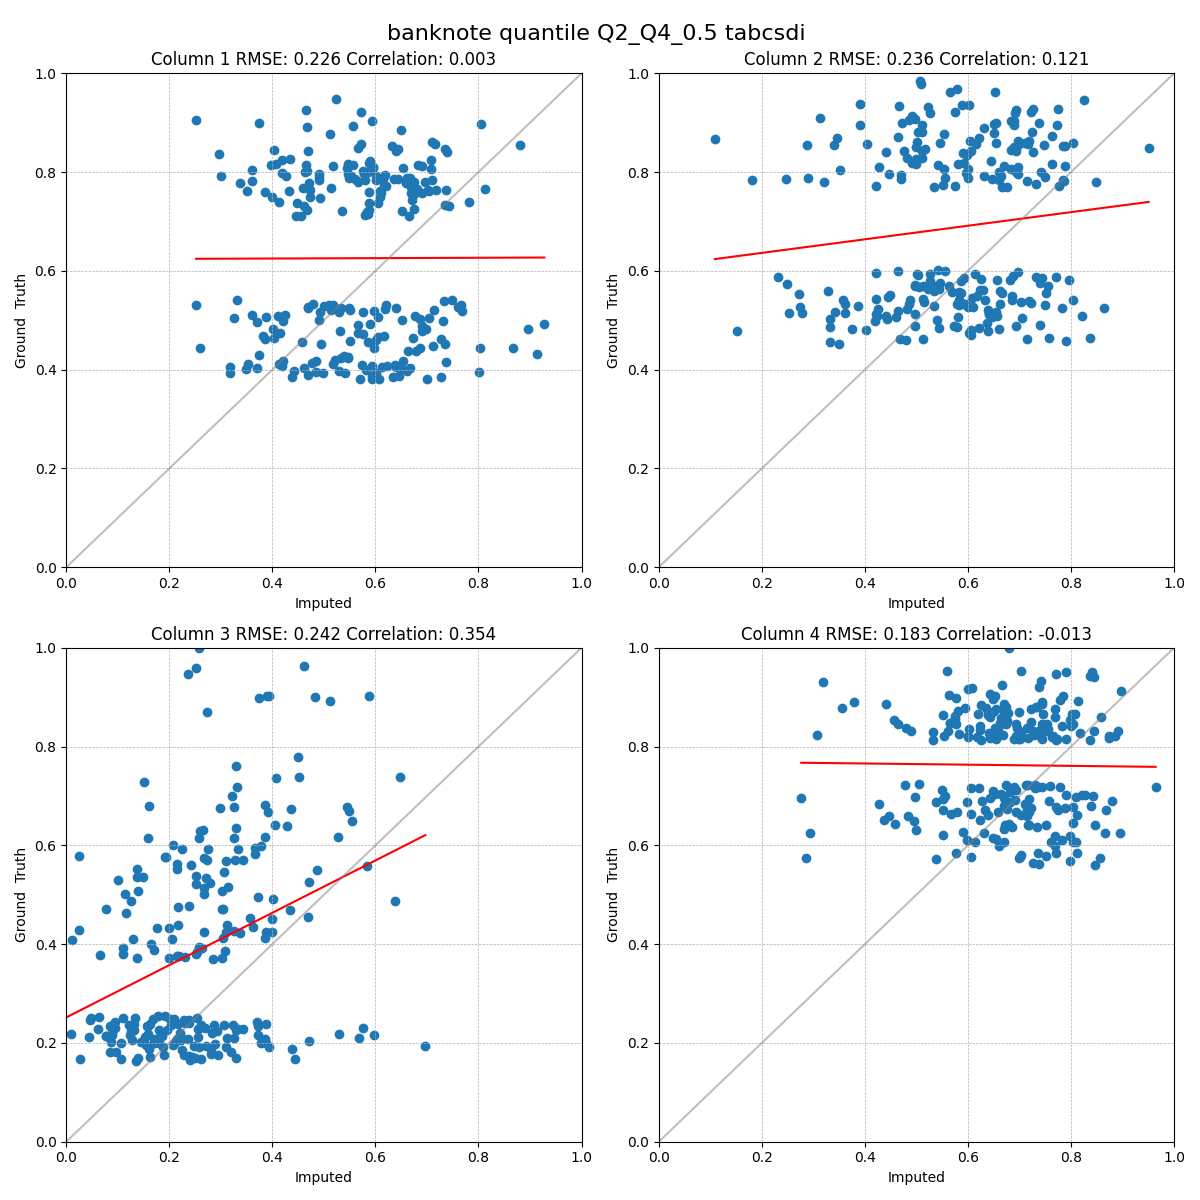 banknote quantile Q2_Q4_0.5 tabcsdi
Column 1 RMSE: 0.226 Correlation: 0.003
1.0
0.8
0.6
0.4
0.2
0.0
Ground Truth
0.0 0.2 0.4 0.6 0.8 1.0
Imputed
Column 2 RMSE: 0.236 Correlation: 0.121
1.0
0.8
0.6
0.4
0.2
0.0
Ground Truth
0.0 0.2 0.4 0.6 0.8 1.0
Imputed
Column 3 RMSE: 0.242 Correlation: 0.354
1.0
0.8
0.6
0.4
0.2
0.0
Ground Truth
0.0 0.2 0.4 0.6 0.8 1.0
Imputed
Column 4 RMSE: 0.183 Correlation: -0.013
1.0
0.8
0.6
0.4
0.2
0.0
Ground Truth
0.0 0.2 0.4 0.6 0.8 1.0
Imputed